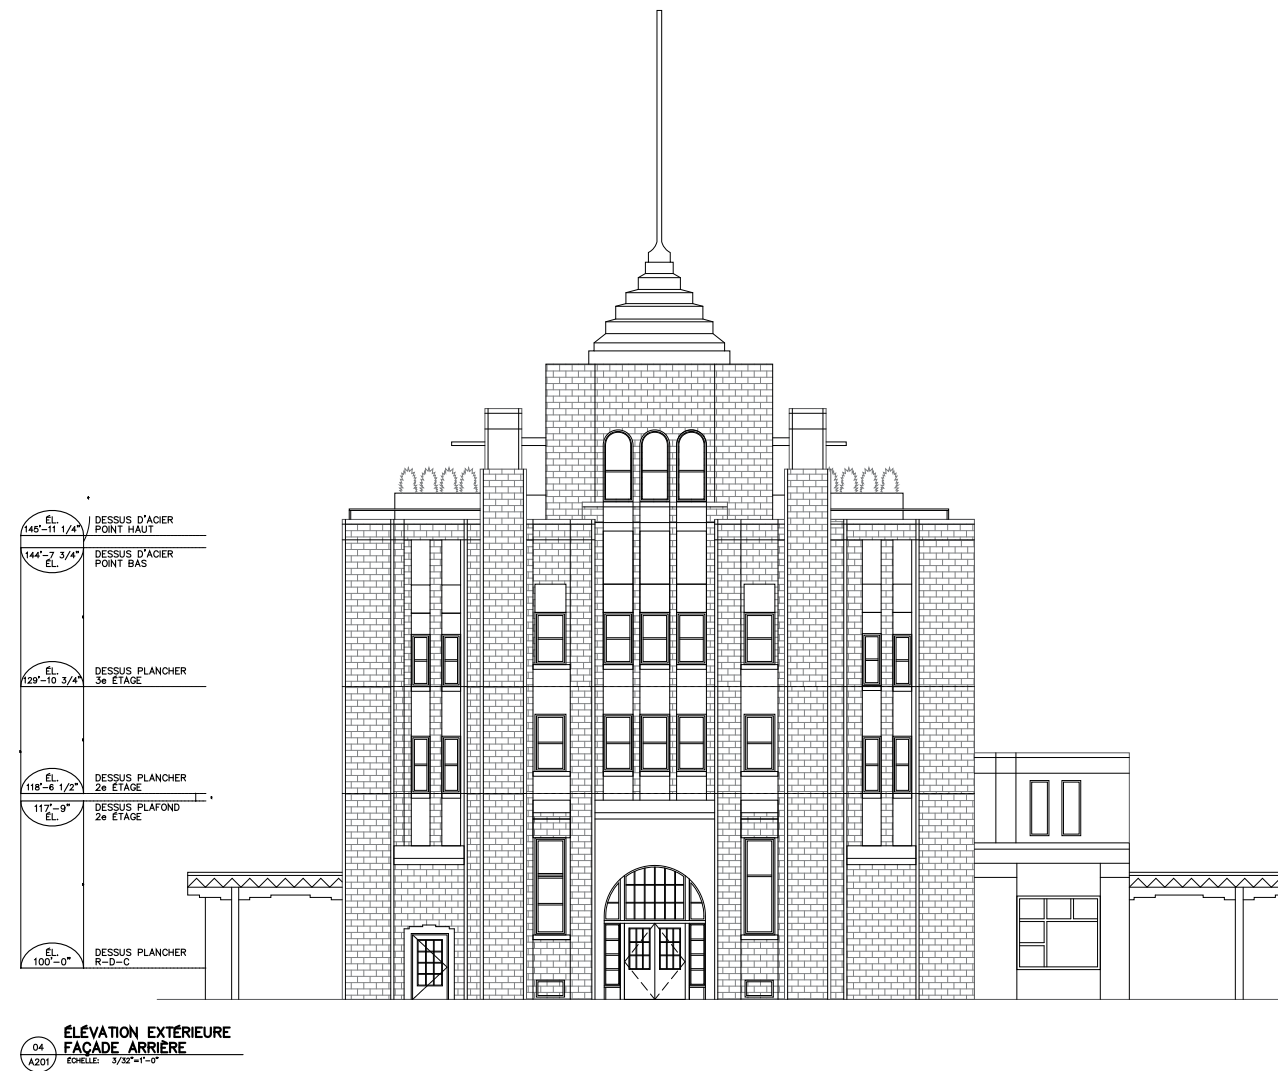 ÉL.
145'-11 1/4"
DESSUS D'ACIER
POINT HAUT
144'-7 3/4"
ÉL.
DESSUS D'ACIER
POINT BAS
ÉL.
129'-10 3/4"
DESSUS PLANCHER
3e ÉTAGE
ÉL.
118'-6 1/2"
DESSUS PLANCHER
2e ÉTAGE
117'-9"
ÉL.
DESSUS PLAFOND
2e ÉTAGE
ÉL.
100'-0"
DESSUS PLANCHER
R-D-C
04
A201
ÉLÉVATION EXTÉRIEURE
FAÇADE ARRIÈRE
ÉCHELLE: 3/32"=1'-0"